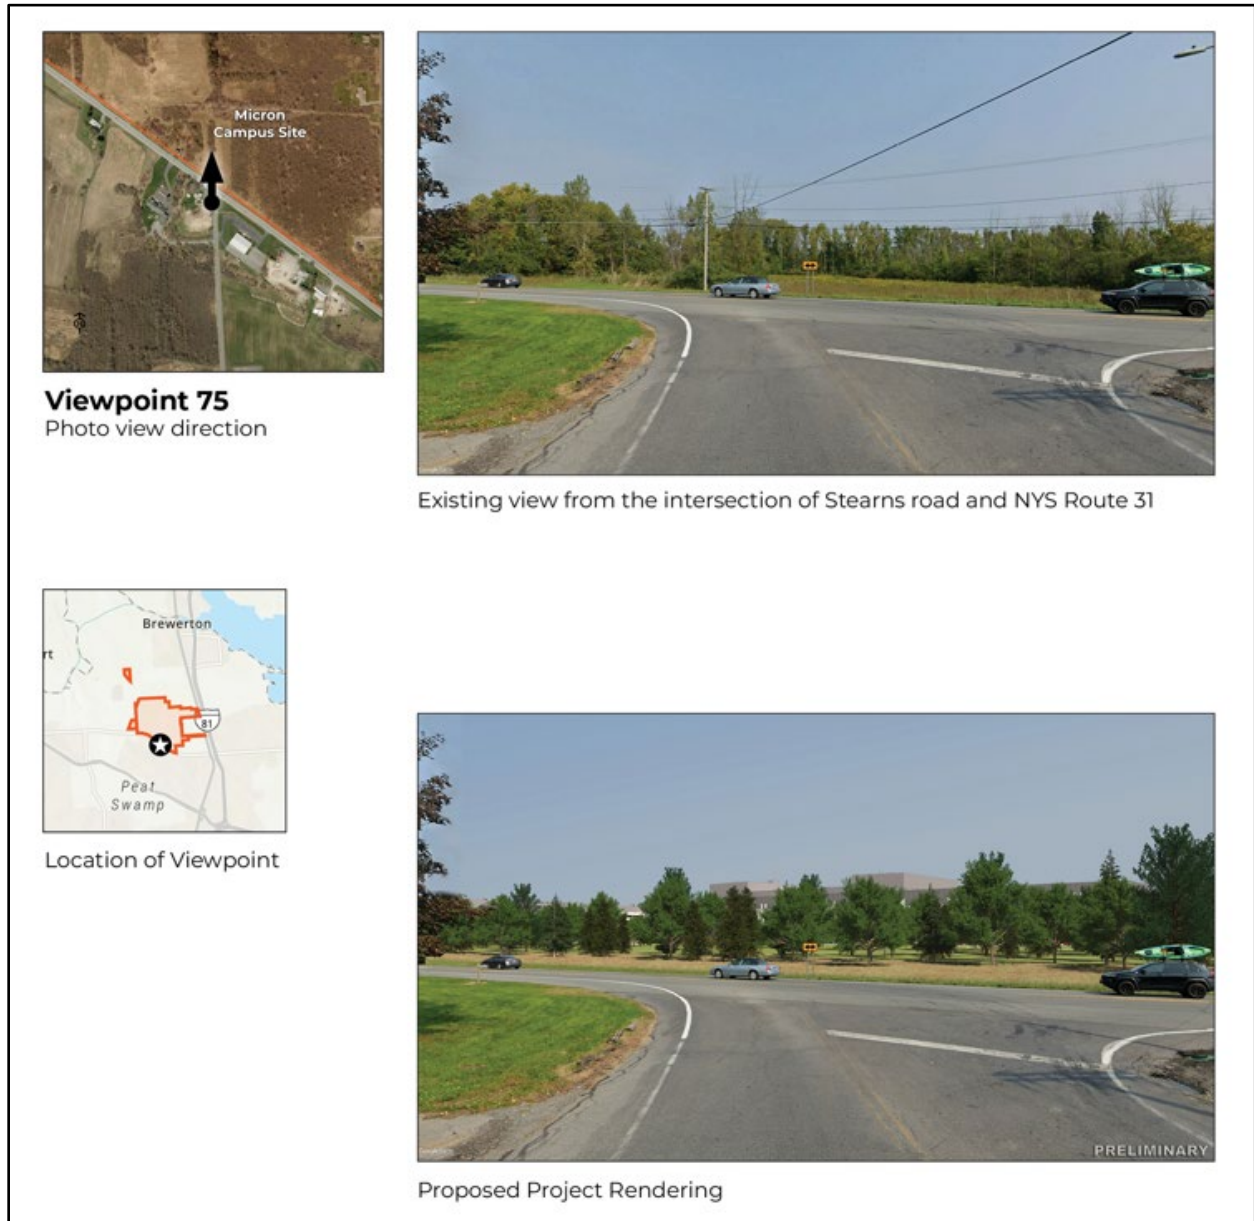 Micron
Campus Site
Viewpoint 75
Photo view direction
Existing view from the intersection of Stearns road and NYS Route 31
Brewerton
rt
81
Peat
Swamp
Location of Viewpoint
PRELIMINARY
Proposed Project Rendering